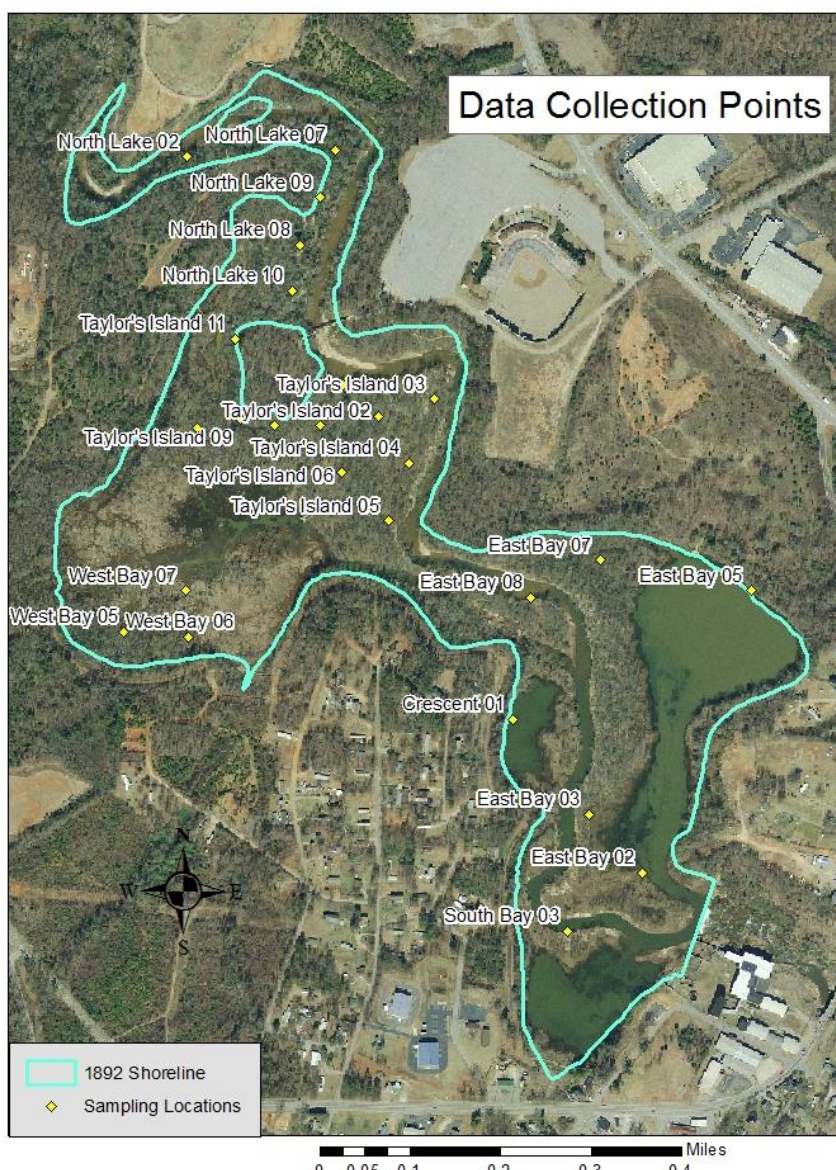 Data Collection Points
North Lake 02
North Lake 07
North Lake 09
North Lake 08
North Lake 10
Taylor's Island 11
Taylor's Island 03
Taylor's Island 02
Taylor's Island 09
Taylor's Island 04
Taylor's Island 06
Taylor's Island 05
East Bay 07
West Bay 07
East Bay 08
East Bay 05
West Bay 05
West Bay 06
Crescent 01
East Bay 03
East Bay 02
South Bay 03
N
W
E
S
1892 Shoreline
Sampling Locations
Miles
0 0.05 0.1 0.2 0.3 0.4